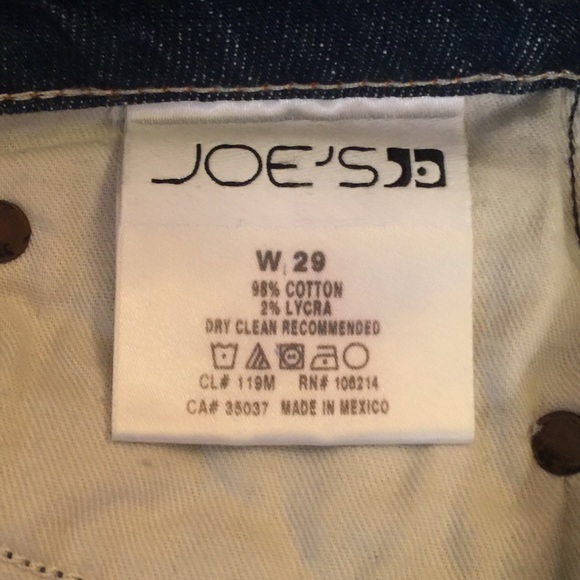 JOE'S
W 29
98% COTTON
2% LYCRA
DRY CLEAN RECOMMENDED
CL# 119M RN# 106214
CA# 35037 MADE IN MEXICO